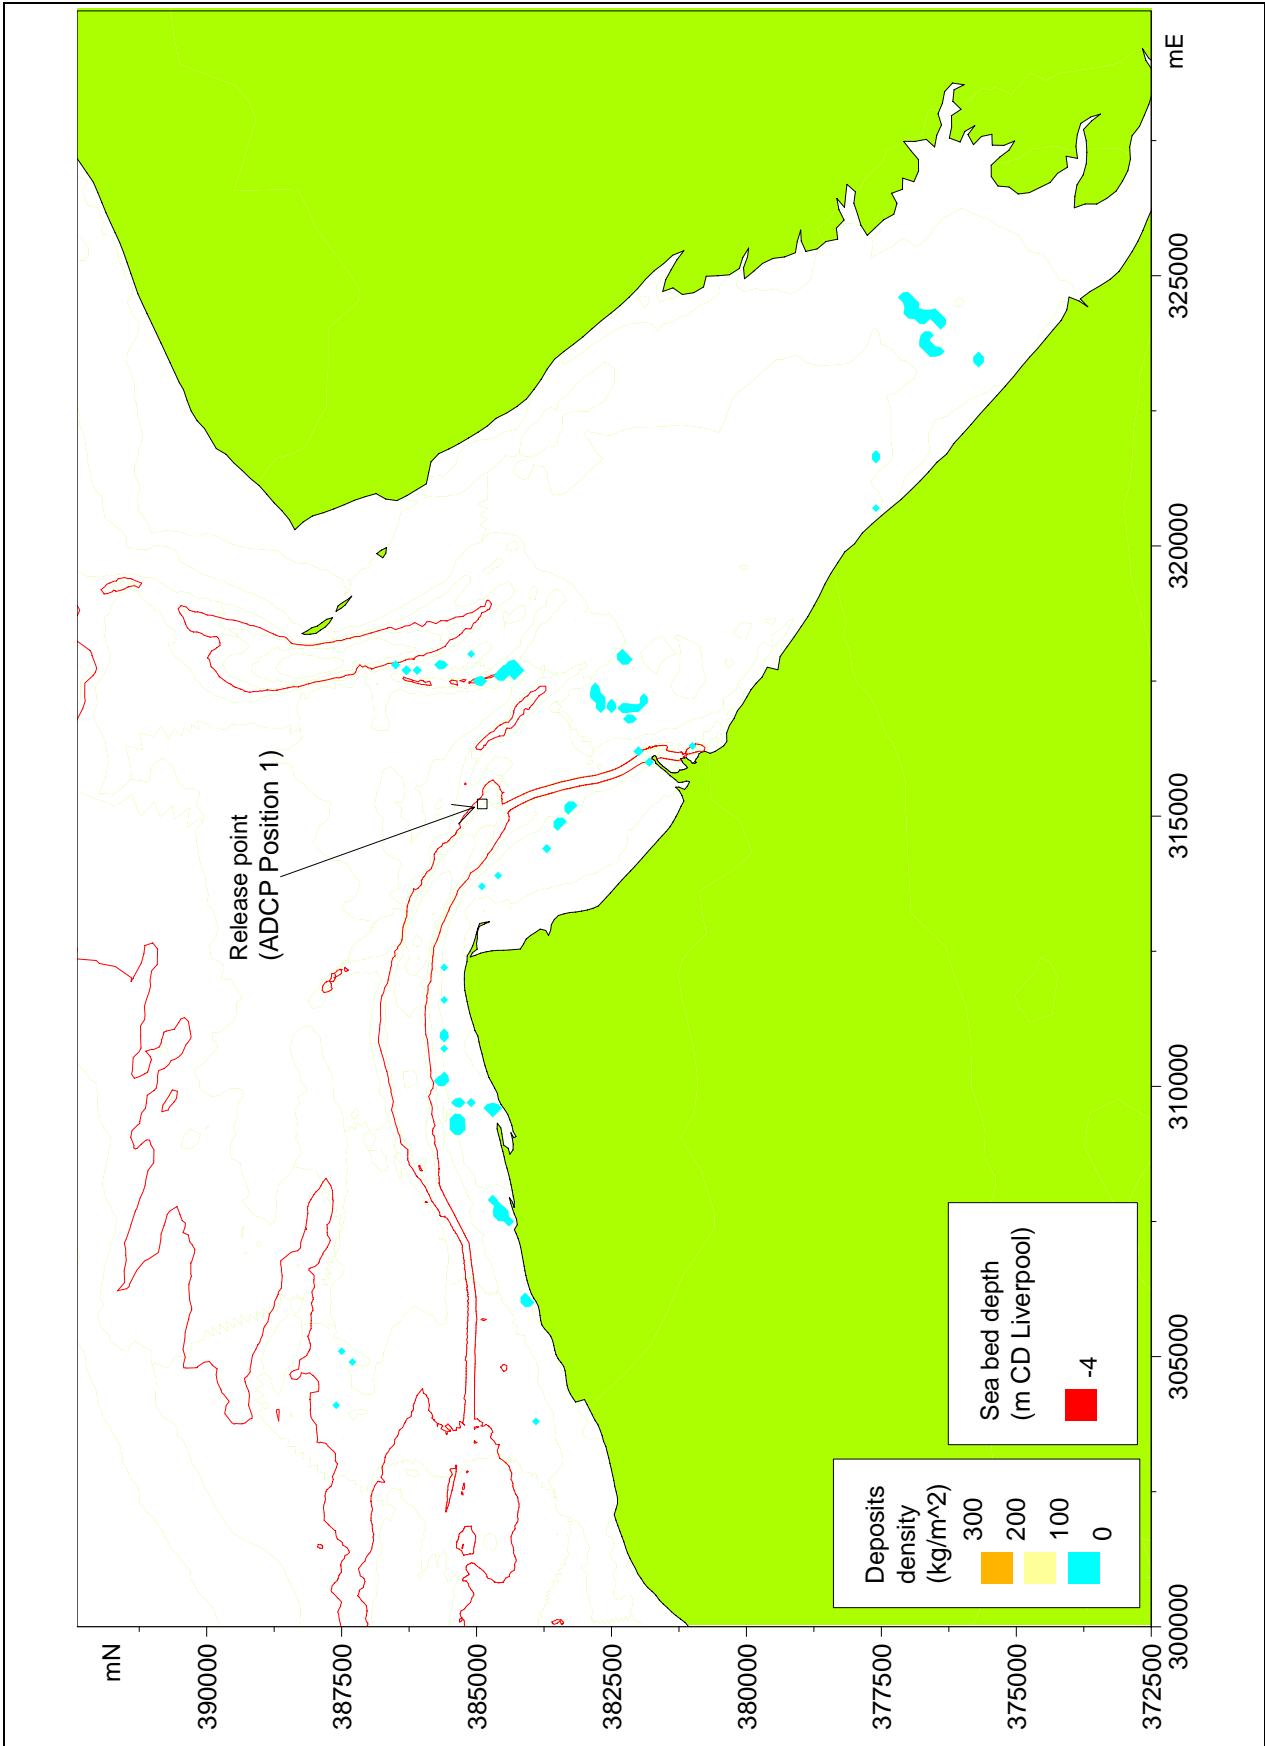 mN
390000
387500
385000
382500
380000
377500
375000
372500
300000
305000
310000
315000
320000
325000
mE
Release point
(ADCP Position 1)
Deposits
density
(kg/m^2)
300
200
100
0
Sea bed depth
(m CD Liverpool)
-4